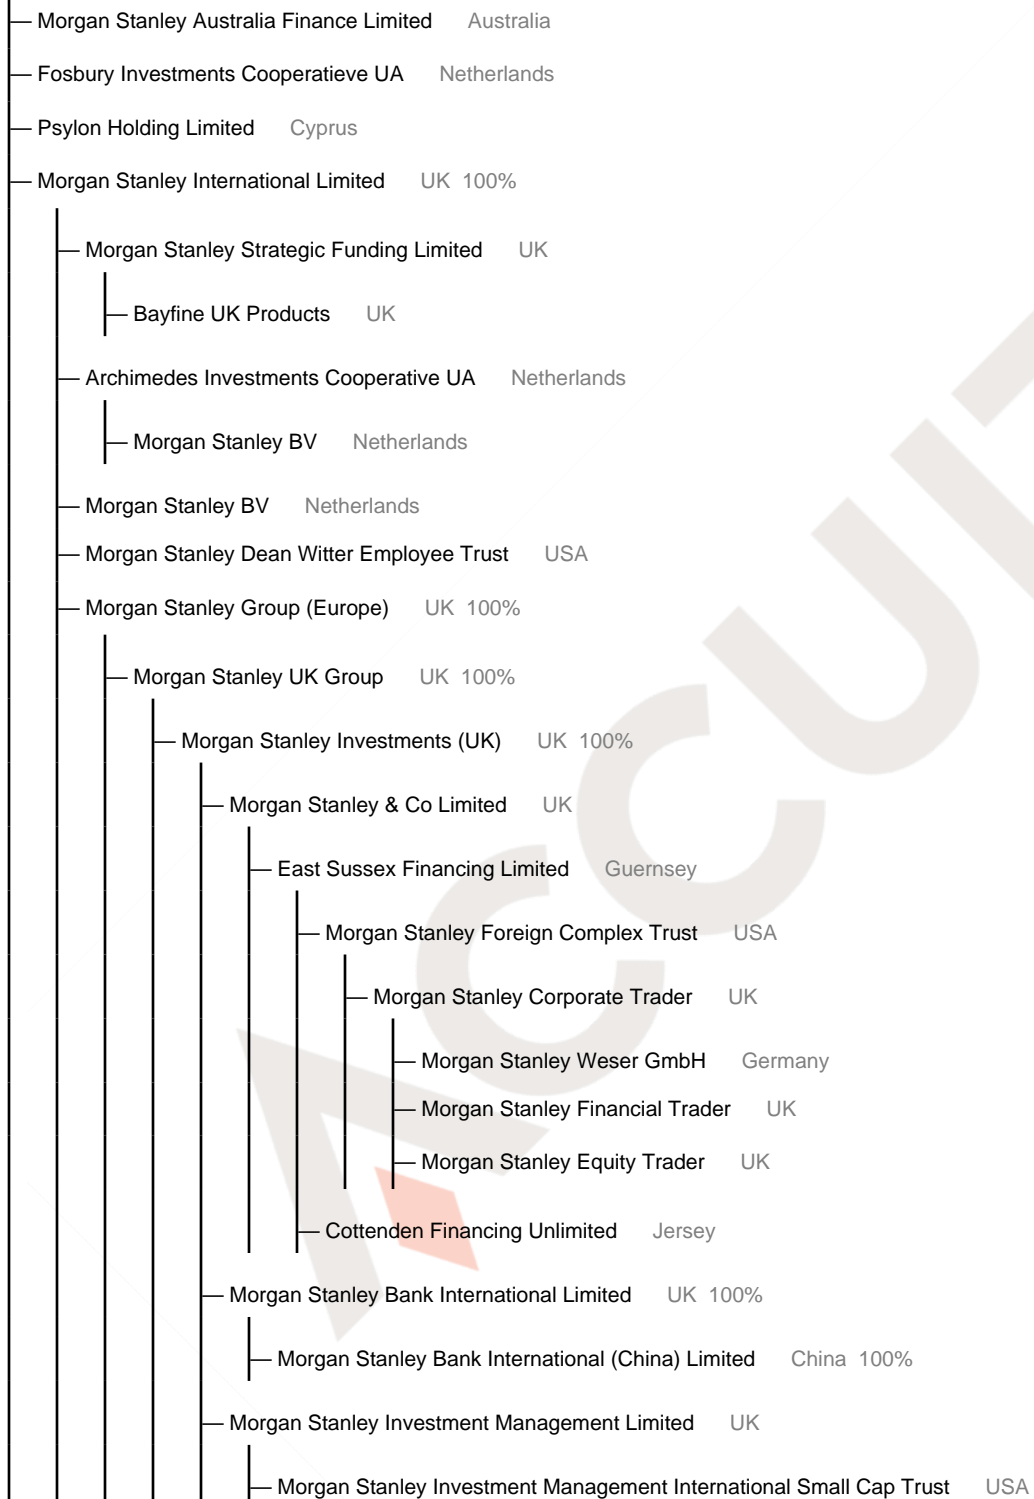 Morgan Stanley Australia Finance Limited Australia
Fosbury Investments Cooperatieve UA Netherlands
Psylon Holding Limited Cyprus
Morgan Stanley International Limited UK 100%
Morgan Stanley Strategic Funding Limited UK
Bayfine UK Products UK
Archimedes Investments Cooperative UA Netherlands
Morgan Stanley BV Netherlands
Morgan Stanley BV Netherlands
Morgan Stanley Dean Witter Employee Trust USA
Morgan Stanley Group (Europe) UK 100%
Morgan Stanley UK Group UK 100%
Morgan Stanley Investments (UK) UK 100%
Morgan Stanley & Co Limited UK
East Sussex Financing Limited Guernsey
Morgan Stanley Foreign Complex Trust USA
Morgan Stanley Corporate Trader UK
Morgan Stanley Weser GmbH Germany
Morgan Stanley Financial Trader UK
Morgan Stanley Equity Trader UK
Cottenden Financing Unlimited Jersey
Morgan Stanley Bank International Limited UK 100%
Morgan Stanley Bank International (China) Limited China 100%
Morgan Stanley Investment Management Limited UK
Morgan Stanley Investment Management International Small Cap Trust USA